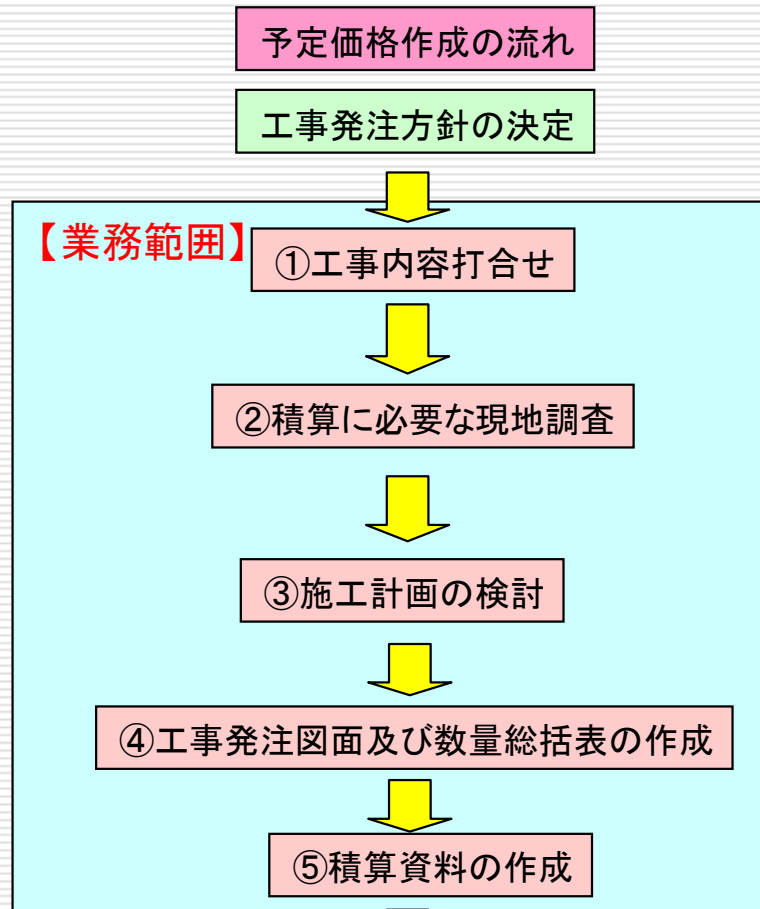 予定価格作成の流れ
工事発注方針の決定
【業務範囲】
①工事内容打合せ
②積算に必要な現地調査
③施工計画の検討
④工事発注図面及び数量総括表の作成
⑤積算資料の作成